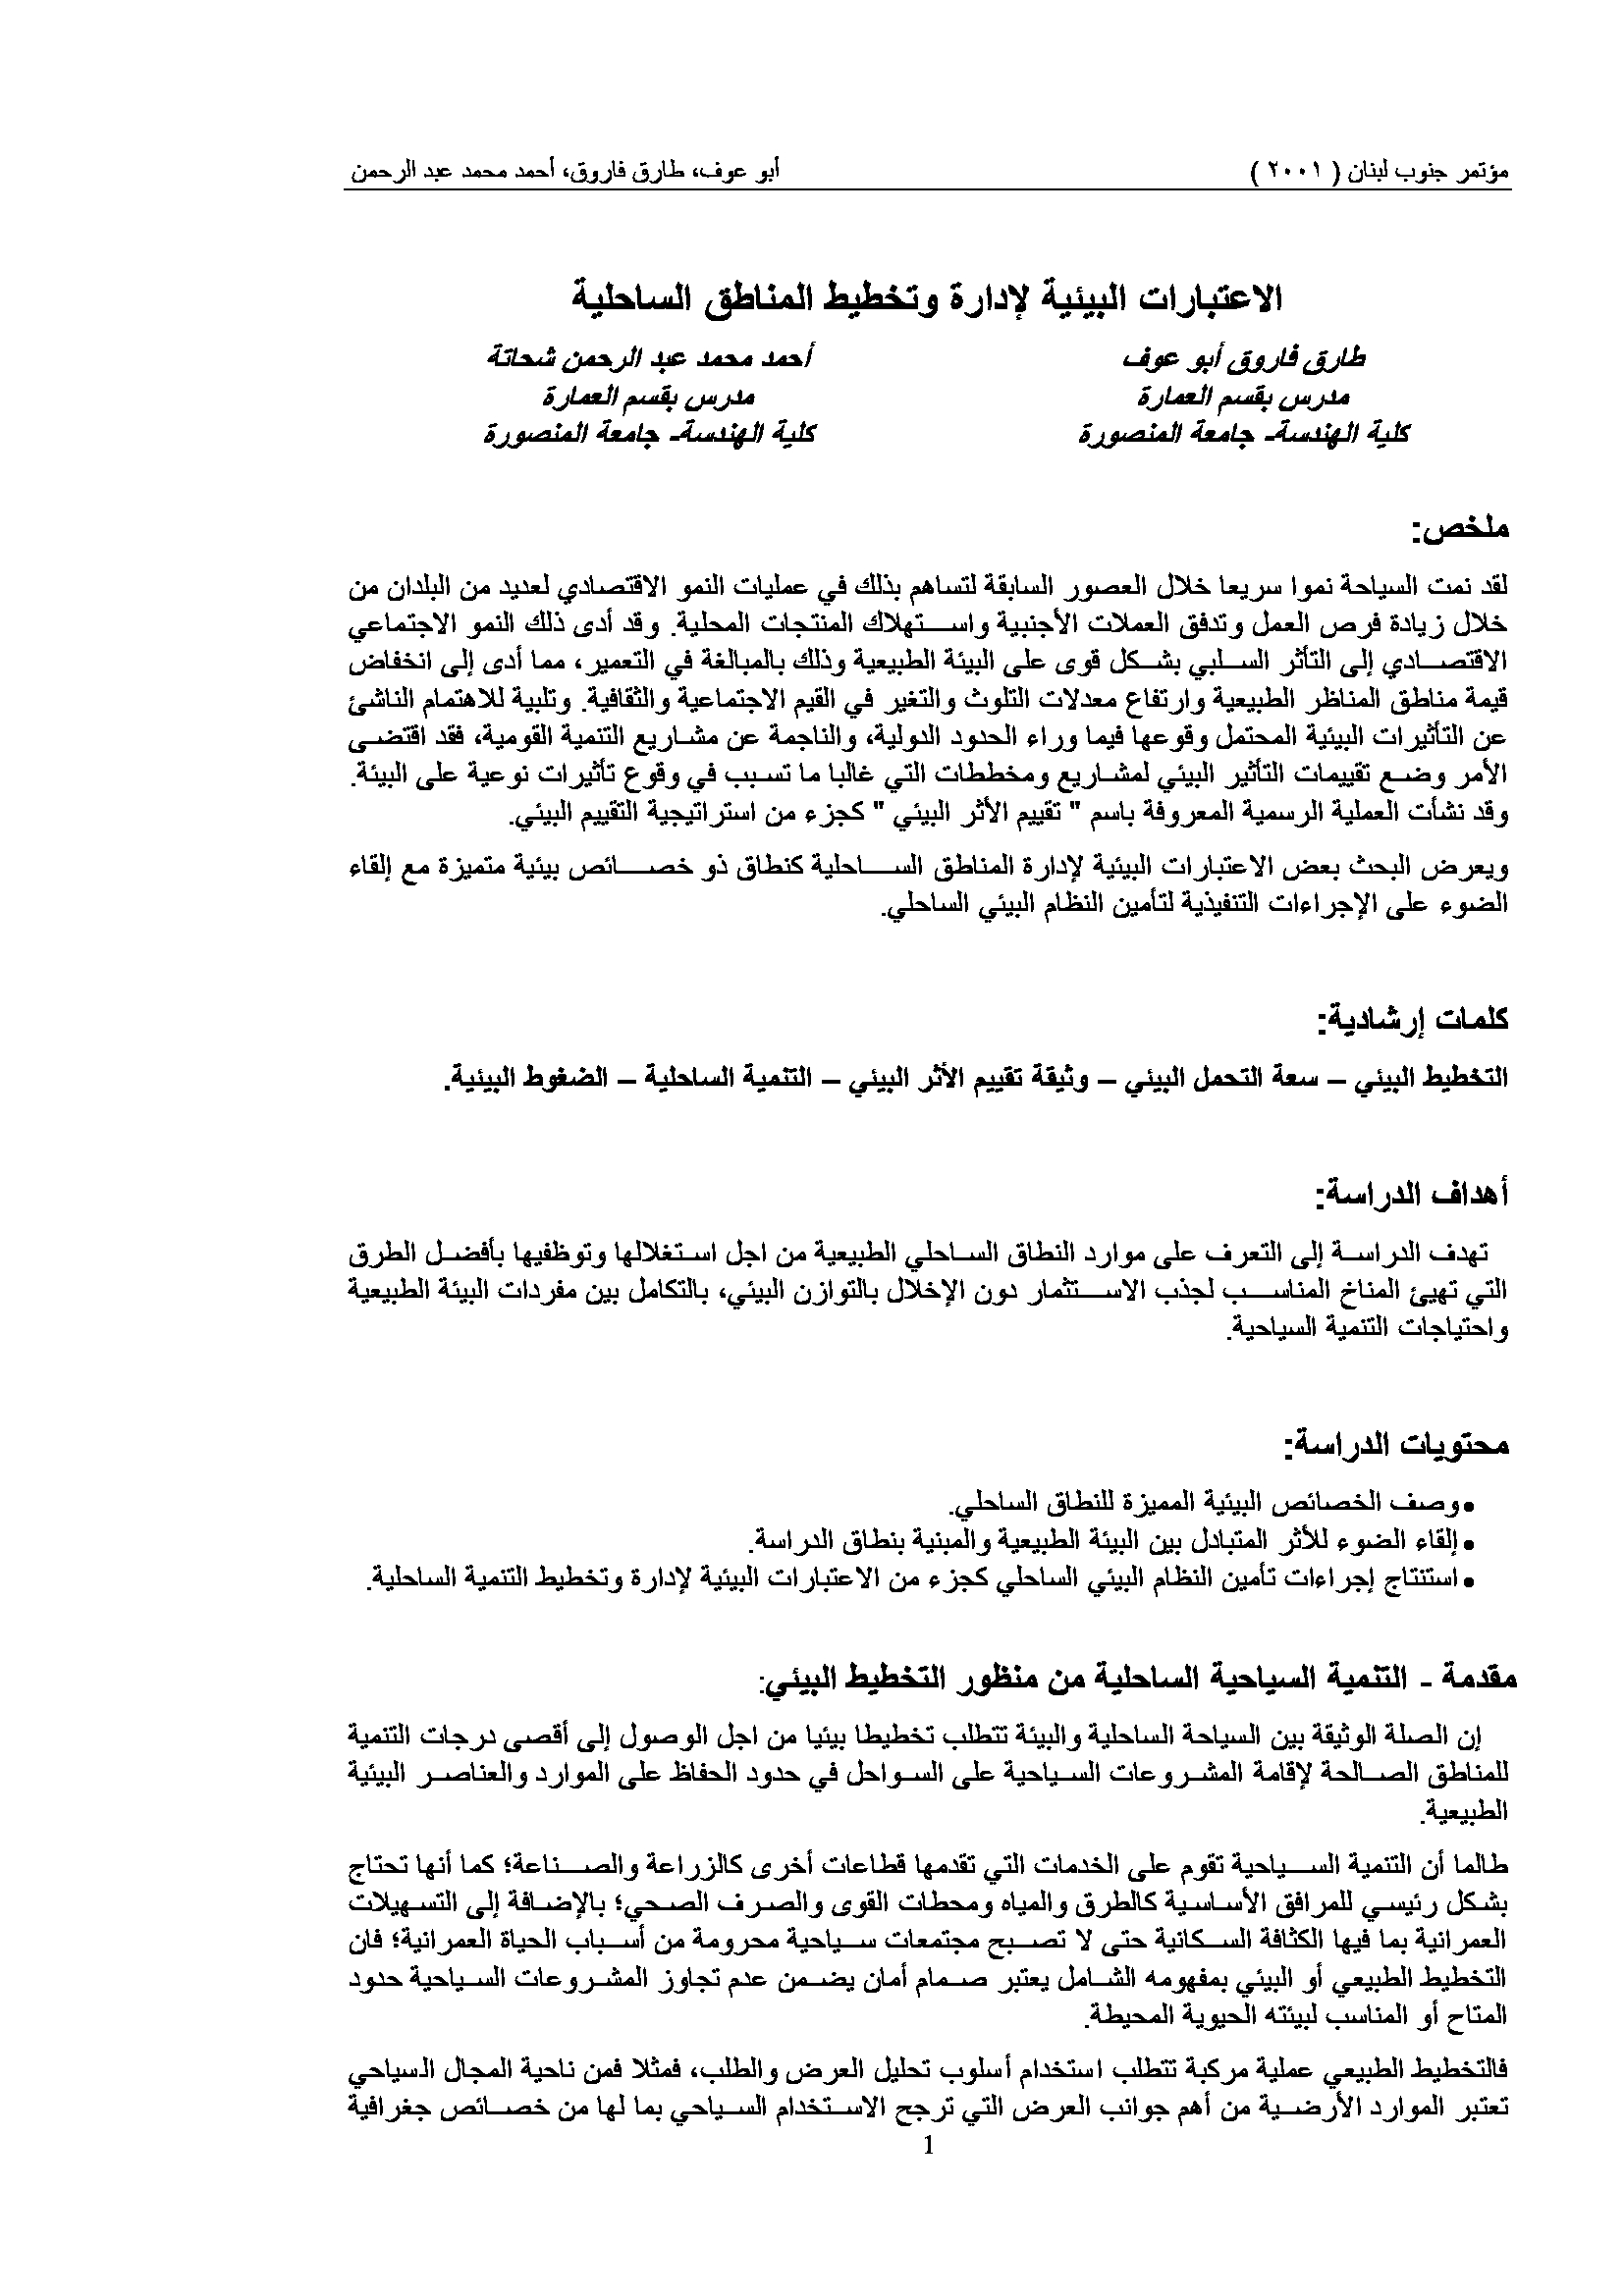 مؤتمر جنوب لبنان ( ٢٠٠١ ) أبو عوف، طارق فاروق، أحمد محمد عبد الرحمن
الاعتبارات البيئية لإدارة وتخطيط المناطق الساحلية
طارق فاروق أبو عوف أحمد محمد عبد الرحمن شحاتة
مدرس بقسم العمارة مدرس بقسم العمارة
كلية الهندسة- جامعة المنصورة كلية الهندسة- جامعة المنصورة
ملخص:
لقد نمت السياحة نموا سريعا خلال العصور السابقة لتساهم بذلك في عمليات النمو الاقتصادي لعديد من البلدان من
خلال زيادة فرص العمل وتدفق العملات الأجنبية واستهلاك المنتجات المحلية. وقد أدى ذلك النمو الاجتماعي
الاقتصادي إلى التأثر السلبي بشكل قوى على البيئة الطبيعية وذلك بالمبالغة في التعمير، مما أدى إلى انخفاض
قيمة مناطق المناظر الطبيعية وارتفاع معدلات التلوث والتغير في القيم الاجتماعية والثقافية. وتلبية للاهتمام الناشئ
عن التأثيرات البيئية المحتمل وقوعها فيما وراء الحدود الدولية، والناجمة عن مشاريع التنمية القومية، فقد اقتضى
الأمر وضع تقييمات التأثير البيئي لمشاريع ومخططات التي غالبا ما تسبب في وقوع تأثيرات نوعية على البيئة.
وقد نشأت العملية الرسمية المعروفة باسم " تقييم الأثر البيئي " كجزء من استراتيجية التقييم البيئي.
ويعرض البحث بعض الاعتبارات البيئية لإدارة المناطق الساحلية كنطاق ذو خصائص بيئية متميزة مع إلقاء
الضوء على الإجراءات التنفيذية لتأمين النظام البيئي الساحلي.
كلمات إرشادية:
التخطيط البيئي – سعة التحمل البيئي – وثيقة تقييم الأثر البيئي – التنمية الساحلية – الضغوط البيئية.
أهداف الدراسة:
تهدف الدراسة إلى التعرف على موارد النطاق الساحلي الطبيعية من اجل استغلالها وتوظفيها بأفضل الطرق
التي تهيئ المناخ المناسب لجذب الاستثمار دون الإخلال بالتوازن البيئي، بالتكامل بين مفردات البيئة الطبيعية
واحتياجات التنمية السياحية.
محتويات الدراسة:
• وصف الخصائص البيئية المميزة للنطاق الساحلي.
• إلقاء الضوء للأثر المتبادل بين البيئة الطبيعية والمبنية بنطاق الدراسة.
• استنتاج إجراءات تأمين النظام البيئي الساحلي كجزء من الاعتبارات البيئية لإدارة وتخطيط التنمية الساحلية.
مقدمة - التنمية السياحية الساحلية من منظور التخطيط البيئي:
إن الصلة الوثيقة بين السياحة الساحلية والبيئة تتطلب تخطيطا بيئيا من اجل الوصول إلى أقصى درجات التنمية
للمناطق الصالحة لإقامة المشروعات السياحية على السواحل في حدود الحفاظ على الموارد والعناصر البيئية
الطبيعية.
طالما أن التنمية السياحية تقوم على الخدمات التي تقدمها قطاعات أخرى كالزراعة والصناعة؛ كما أنها تحتاج
بشكل رئيسي للمرافق الأساسية كالطرق والمياه ومحطات القوى والصرف الصحي؛ بالإضافة إلى التسهيلات
العمرانية بما فيها الكثافة السكانية حتى لا تصبح مجتمعات سياحية محرومة من أسباب الحياة العمرانية؛ فان
التخطيط الطبيعي أو البيئي بمفهومه الشامل يعتبر صمام أمان يضمن عدم تجاوز المشروعات السياحية حدود
المتاح أو المناسب لبيئته الحيوية المحيطة.
فالتخطيط الطبيعي عملية مركبة تتطلب استخدام أسلوب تحليل العرض والطلب، فمثلا فمن ناحية المجال السياحي
تعتبر الموارد الأرضية من أهم جوانب العرض التي ترجح الاستخدام السياحي بما لها من خصائص جغرافية
1